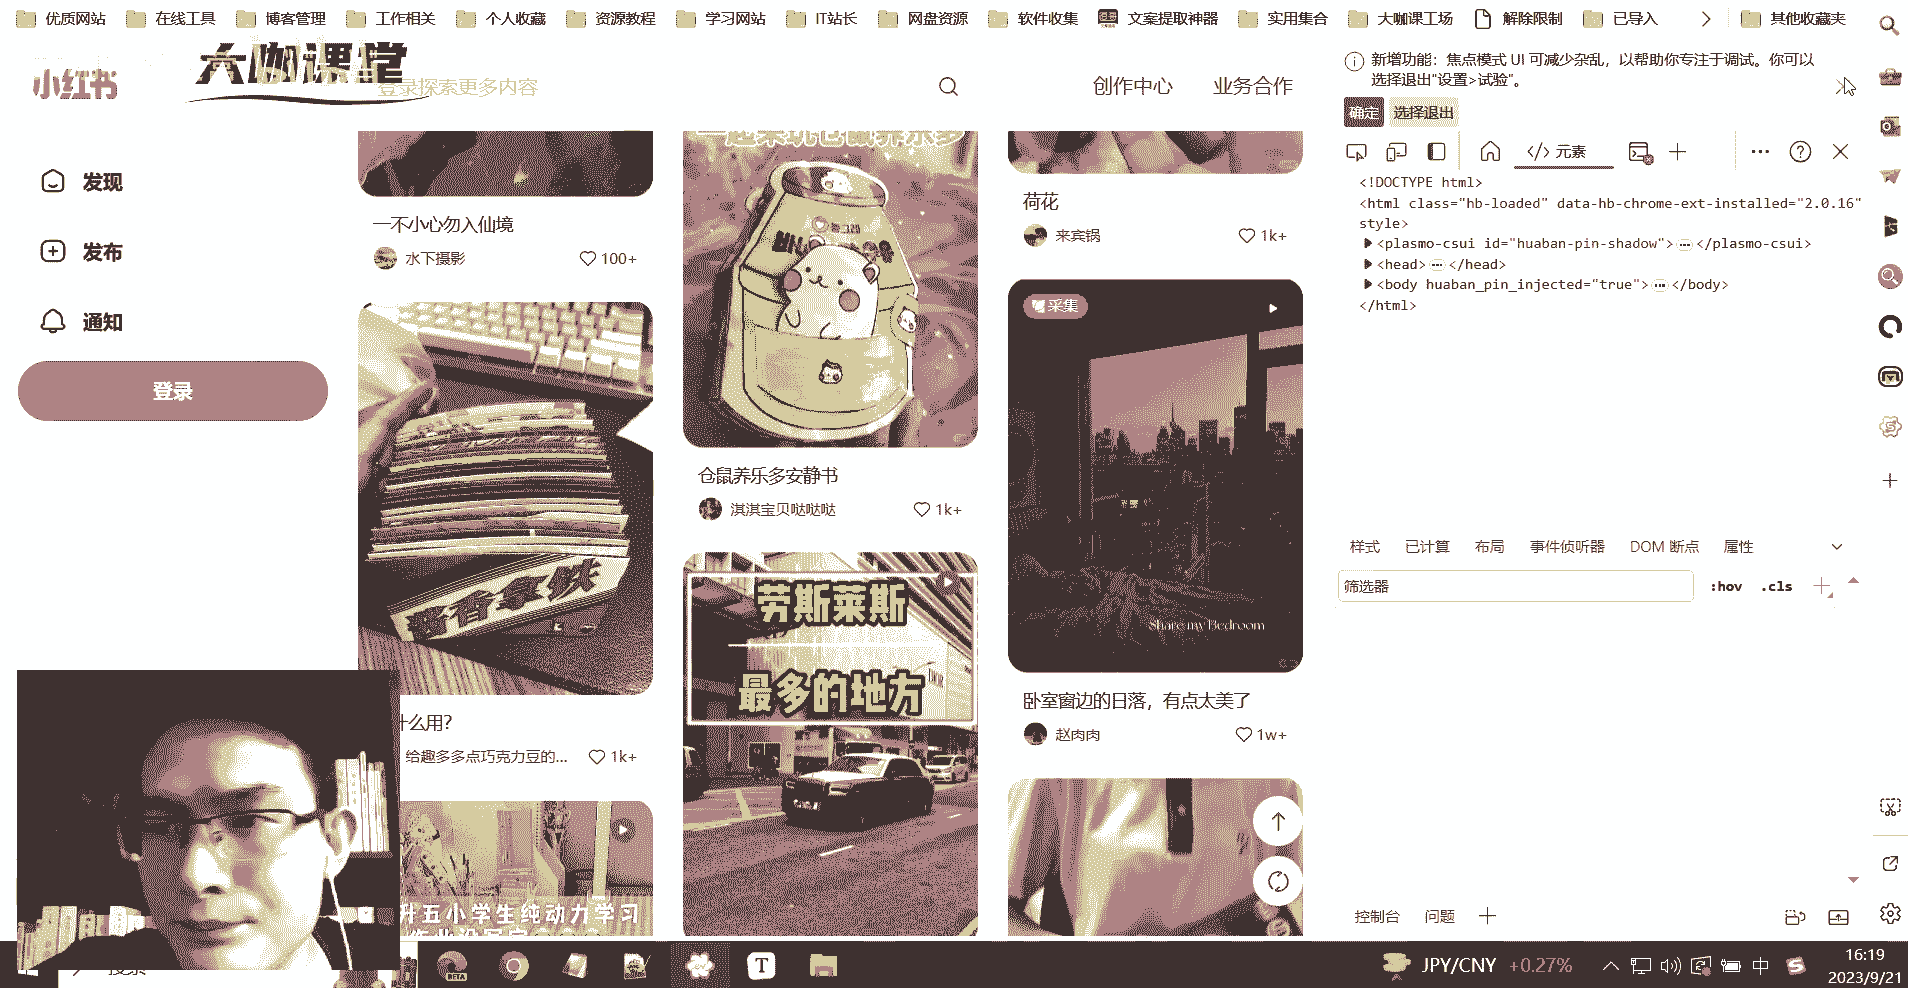 优质网站 在线工具 博客管理 工作相关 个人收藏 资源教程 学习网站 IT站长 网盘资源 软件收集 文案提取神器 实用集合 大咖课工场 解除限制 已导入 其他收藏夹
小红书
大咖课堂
登录探索更多内容
创作中心 业务合作
发现
发布
通知
登录
一不小心勿入仙境
水下摄影 100+
什么用?
给趣多多点巧克力豆的... 1k+
升五小学生纯动力学习
仓鼠养乐多安静书
淇淇宝贝哒哒哒 1k+
劳斯莱斯
最多的地方
荷花
来宾锅 1k+
采集
Share my Bedroom
卧室窗边的日落，有点太美了
赵肉肉 1w+
新增功能：焦点模式 UI 可减少杂乱，以帮助你专注于调试。你可以
选择退出"设置>试验"。
确定 选择退出
</> 元素
<!DOCTYPE html>
<html class="hb-loaded" data-hb-chrome-ext-installed="2.0.16"
style>
<plasmo-csui id="huaban-pin-shadow"> … </plasmo-csui>
<head> … </head>
<body huaban_pin_injected="true"> … </body>
</html>
样式 已计算 布局 事件侦听器 DOM 断点 属性
筛选器 :hov .cls
控制台 问题
BETA
T
JPY/CNY +0.27%
中
16:19
2023/9/21